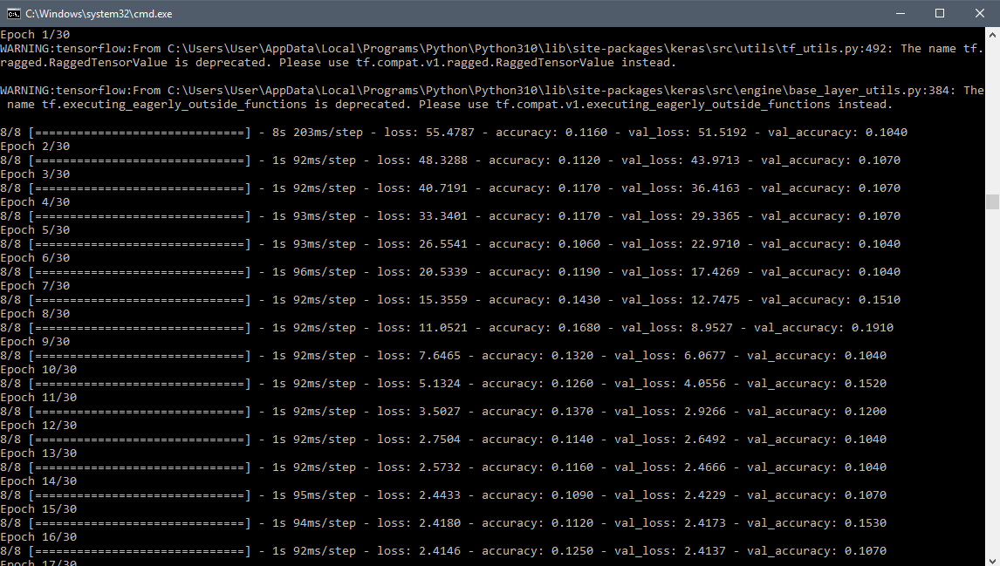 C:\Windows\system32\cmd.exe
Epoch 1/30
WARNING:tensorflow:From C:\Users\User\AppData\Local\Programs\Python\Python310\lib\site-packages\keras\src\utils\tf_utils.py:492: The name tf.
ragged.RaggedTensorValue is deprecated. Please use tf.compat.v1.ragged.RaggedTensorValue instead.
WARNING:tensorflow:From C:\Users\User\AppData\Local\Programs\Python\Python310\lib\site-packages\keras\src\engine\base_layer_utils.py:384: The
name tf.executing_eagerly_outside_functions is deprecated. Please use tf.compat.v1.executing_eagerly_outside_functions instead.
8/8 [==============================] - 8s 203ms/step - loss: 55.4787 - accuracy: 0.1160 - val_loss: 51.5192 - val_accuracy: 0.1040
Epoch 2/30
8/8 [==============================] - 1s 92ms/step - loss: 48.3288 - accuracy: 0.1120 - val_loss: 43.9713 - val_accuracy: 0.1070
Epoch 3/30
8/8 [==============================] - 1s 92ms/step - loss: 40.7191 - accuracy: 0.1170 - val_loss: 36.4163 - val_accuracy: 0.1070
Epoch 4/30
8/8 [==============================] - 1s 93ms/step - loss: 33.3401 - accuracy: 0.1170 - val_loss: 29.3365 - val_accuracy: 0.1070
Epoch 5/30
8/8 [==============================] - 1s 93ms/step - loss: 26.5541 - accuracy: 0.1060 - val_loss: 22.9710 - val_accuracy: 0.1040
Epoch 6/30
8/8 [==============================] - 1s 96ms/step - loss: 20.5339 - accuracy: 0.1190 - val_loss: 17.4269 - val_accuracy: 0.1040
Epoch 7/30
8/8 [==============================] - 1s 92ms/step - loss: 15.3559 - accuracy: 0.1430 - val_loss: 12.7475 - val_accuracy: 0.1510
Epoch 8/30
8/8 [==============================] - 1s 92ms/step - loss: 11.0521 - accuracy: 0.1680 - val_loss: 8.9527 - val_accuracy: 0.1910
Epoch 9/30
8/8 [==============================] - 1s 92ms/step - loss: 7.6465 - accuracy: 0.1320 - val_loss: 6.0677 - val_accuracy: 0.1040
Epoch 10/30
8/8 [==============================] - 1s 92ms/step - loss: 5.1324 - accuracy: 0.1260 - val_loss: 4.0556 - val_accuracy: 0.1520
Epoch 11/30
8/8 [==============================] - 1s 92ms/step - loss: 3.5027 - accuracy: 0.1370 - val_loss: 2.9266 - val_accuracy: 0.1200
Epoch 12/30
8/8 [==============================] - 1s 92ms/step - loss: 2.7504 - accuracy: 0.1140 - val_loss: 2.6492 - val_accuracy: 0.1040
Epoch 13/30
8/8 [==============================] - 1s 92ms/step - loss: 2.5732 - accuracy: 0.1160 - val_loss: 2.4666 - val_accuracy: 0.1040
Epoch 14/30
8/8 [==============================] - 1s 95ms/step - loss: 2.4433 - accuracy: 0.1090 - val_loss: 2.4229 - val_accuracy: 0.1070
Epoch 15/30
8/8 [==============================] - 1s 94ms/step - loss: 2.4180 - accuracy: 0.1120 - val_loss: 2.4173 - val_accuracy: 0.1530
Epoch 16/30
8/8 [==============================] - 1s 92ms/step - loss: 2.4146 - accuracy: 0.1250 - val_loss: 2.4137 - val_accuracy: 0.1070
Epoch 17/30